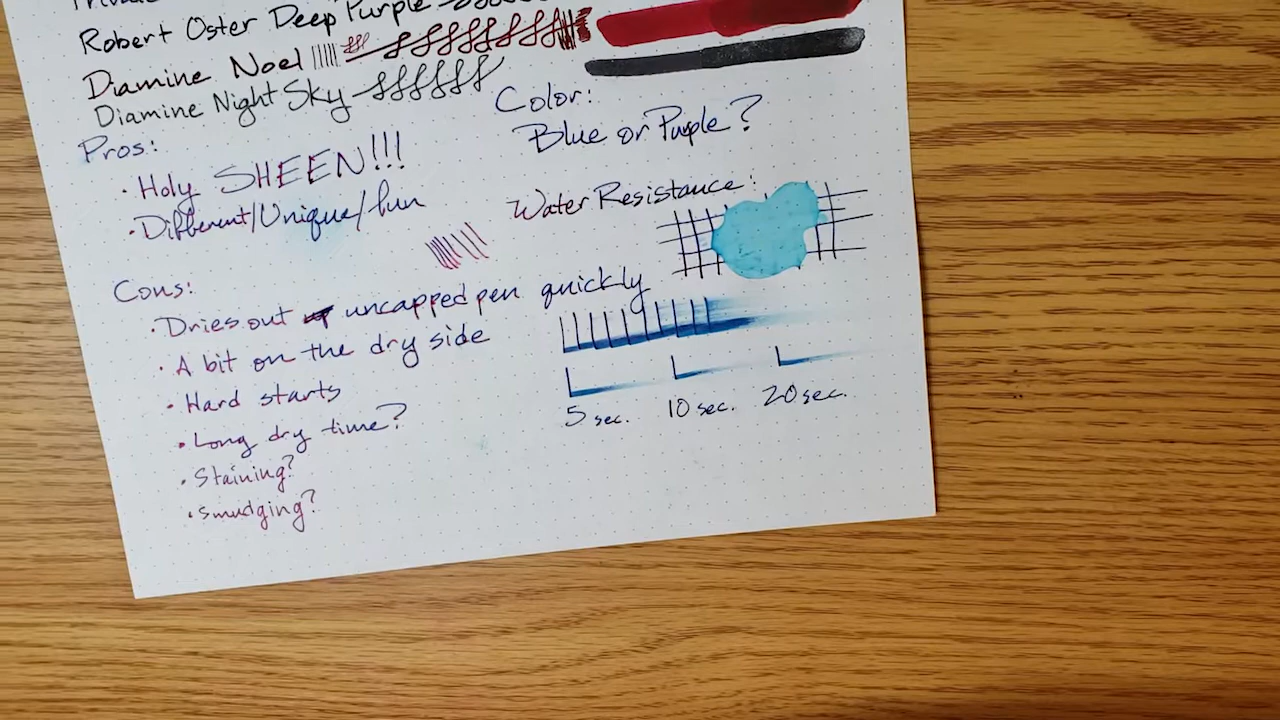 Robert Oster Deep Purple
Diamine Noel
Diamine Night Sky
Color:
Blue or Purple?
Pros:
· Holy SHEEN!!!
· Different/Unique/fun
Water Resistance:
Cons:
· Dries out uncapped pen quickly
· A bit on the dry side
· Hard starts
· Long dry time?
· Staining?
· Smudging?
5 sec. 10 sec. 20 sec.